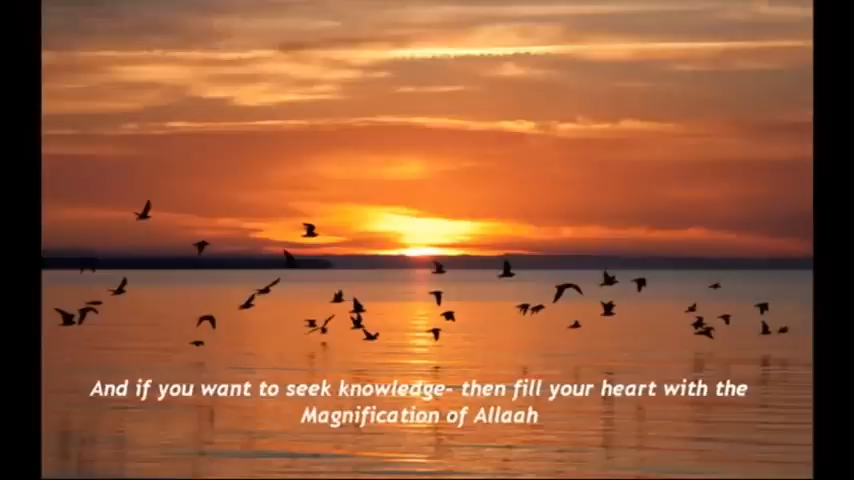 And if you want to seek knowledge- then fill your heart with the
Magnification of Allaah